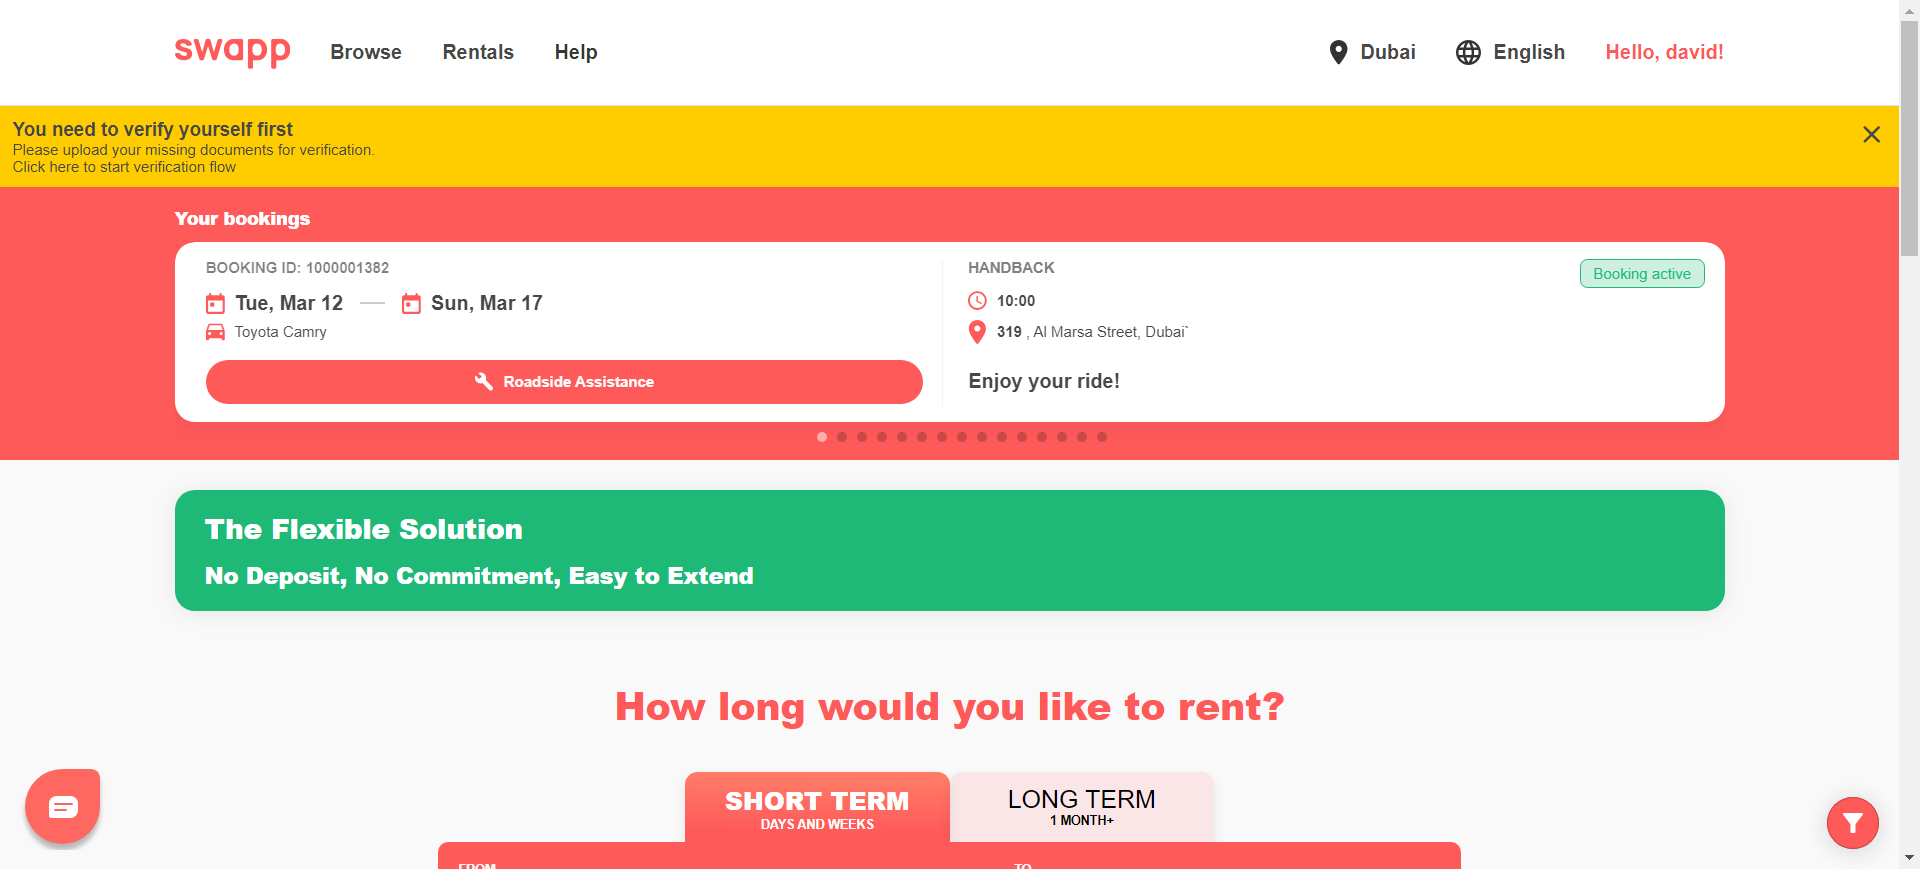 swapp Browse Rentals Help Dubai English Hello, david!
You need to verify yourself first
Please upload your missing documents for verification.
Click here to start verification flow
Your bookings
BOOKING ID: 1000001382
Tue, Mar 12 Sun, Mar 17
Toyota Camry
Roadside Assistance
HANDBACK
10:00
319 , Al Marsa Street, Dubai`
Enjoy your ride!
Booking active
The Flexible Solution
No Deposit, No Commitment, Easy to Extend
How long would you like to rent?
SHORT TERM
DAYS AND WEEKS
LONG TERM
1 MONTH+
FROM TO